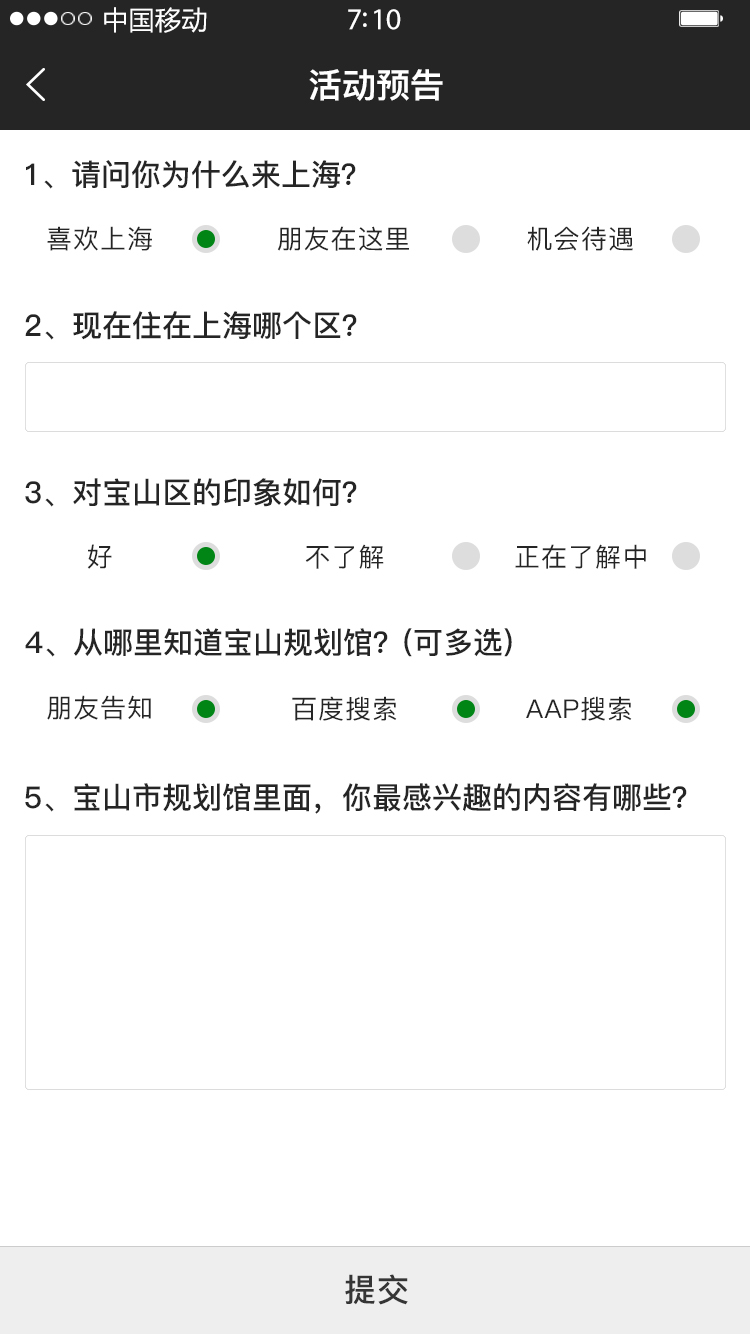 中国移动 7:10
活动预告
1、请问你为什么来上海?
喜欢上海 朋友在这里 机会待遇
2、现在住在上海哪个区?
3、对宝山区的印象如何?
好 不了解 正在了解中
4、从哪里知道宝山规划馆?（可多选）
朋友告知 百度搜索 AAP搜索
5、宝山市规划馆里面，你最感兴趣的内容有哪些?
提交